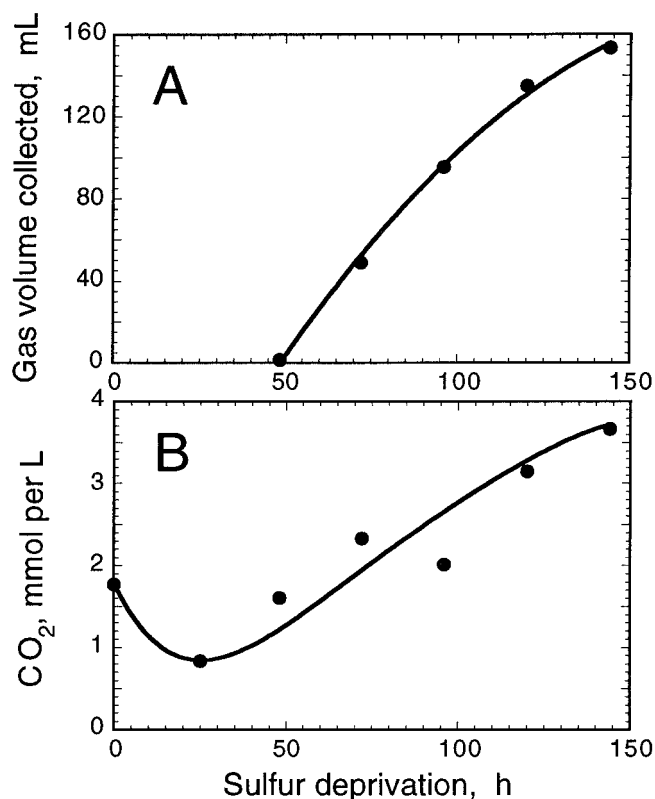 A
Gas volume collected, mL
160
120
80
40
0
0 50 100 150
B
CO₂, mmol per L
4
3
2
1
0
0 50 100 150
Sulfur deprivation, h